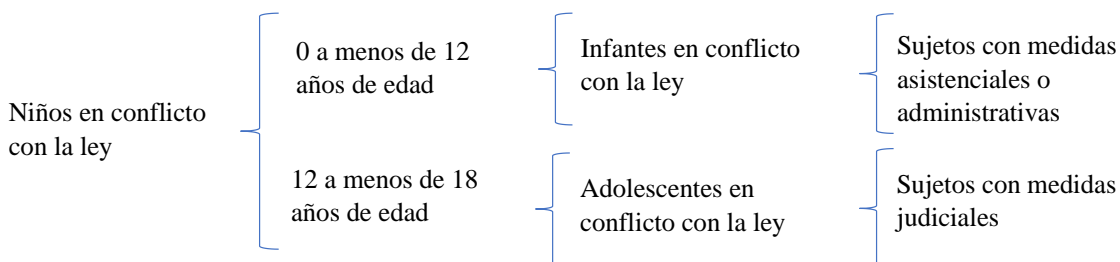 Niños en conflicto
con la ley
0 a menos de 12
años de edad
Infantes en conflicto
con la ley
Sujetos con medidas
asistenciales o
administrativas
12 a menos de 18
años de edad
Adolescentes en
conflicto con la ley
Sujetos con medidas
judiciales